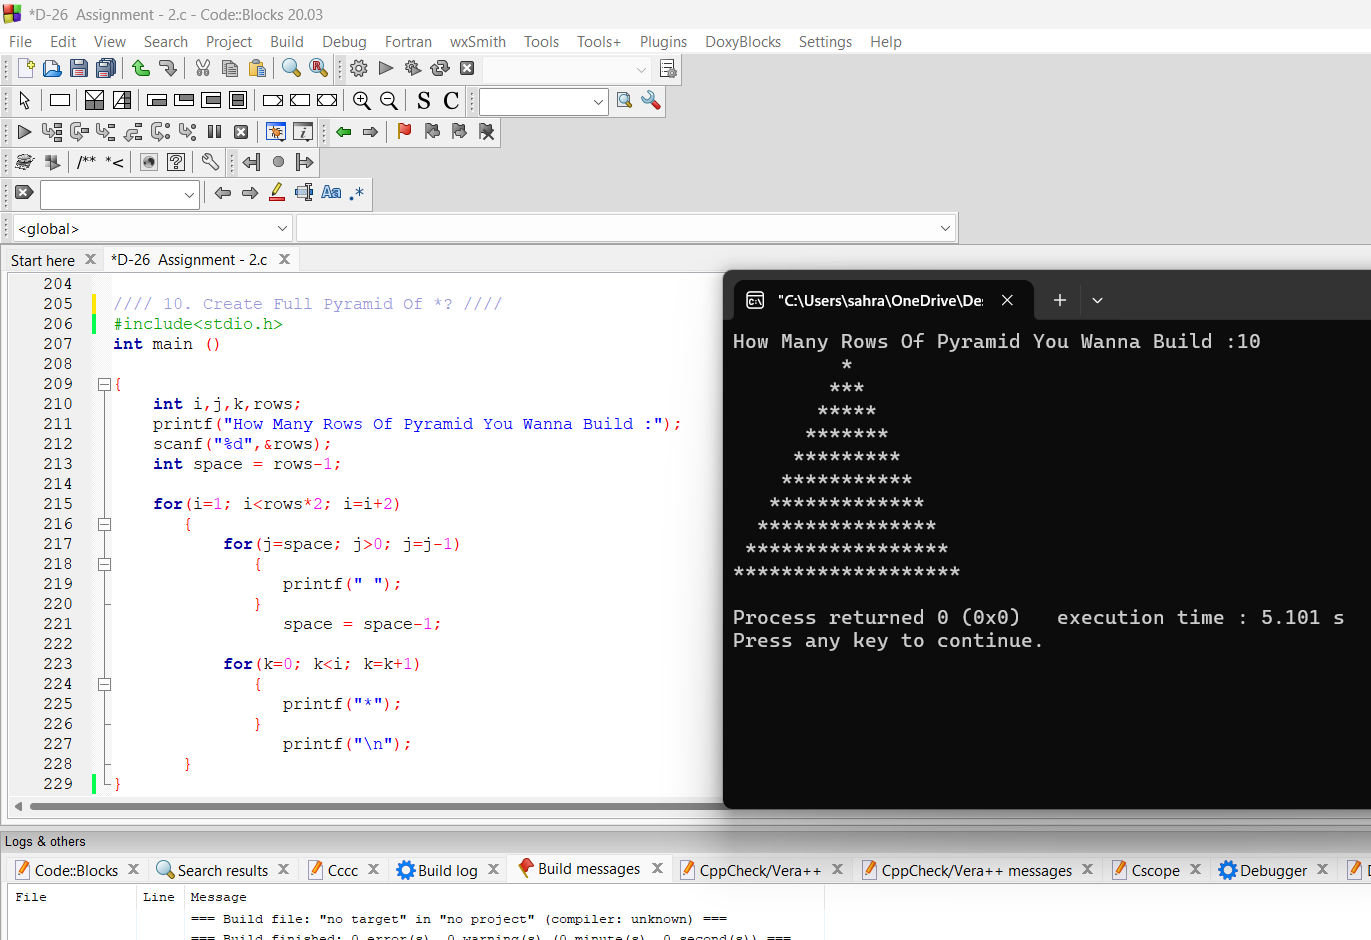 *D-26 Assignment - 2.c - Code::Blocks 20.03
File Edit View Search Project Build Debug Fortran wxSmith Tools Tools+ Plugins DoxyBlocks Settings Help
S C
/** *<
Aa .*
<global>
Start here *D-26 Assignment - 2.c
204
205 //// 10. Create Full Pyramid Of *? ////
206 #include<stdio.h>
207 int main ()
208
209 {
210 int i,j,k,rows;
211 printf("How Many Rows Of Pyramid You Wanna Build :");
212 scanf("%d",&rows);
213 int space = rows-1;
214
215 for(i=1; i<rows*2; i=i+2)
216 {
217 for(j=space; j>0; j=j-1)
218 {
219 printf(" ");
220 }
221 space = space-1;
222
223 for(k=0; k<i; k=k+1)
224 {
225 printf("*");
226 }
227 printf("\n");
228 }
229 }
"C:\Users\sahra\OneDrive\De
How Many Rows Of Pyramid You Wanna Build :10
*
***
*****
*******
*********
***********
*************
***************
*****************
*******************
Process returned 0 (0x0) execution time : 5.101 s
Press any key to continue.
Logs & others
Code::Blocks Search results Cccc Build log Build messages CppCheck/Vera++ CppCheck/Vera++ messages Cscope Debugger
File Line Message
=== Build file: "no target" in "no project" (compiler: unknown) ===
=== Build finished: 0 error(s), 0 warning(s) (0 minute(s), 0 second(s)) ===